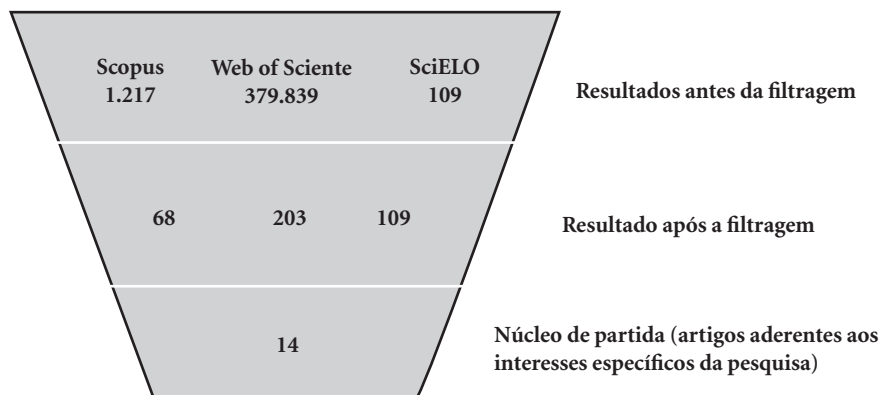 Scopus Web of Sciente SciELO
1.217 379.839 109
Resultados antes da filtragem
68 203 109
Resultado após a filtragem
14
Núcleo de partida (artigos aderentes aos
interesses específicos da pesquisa)